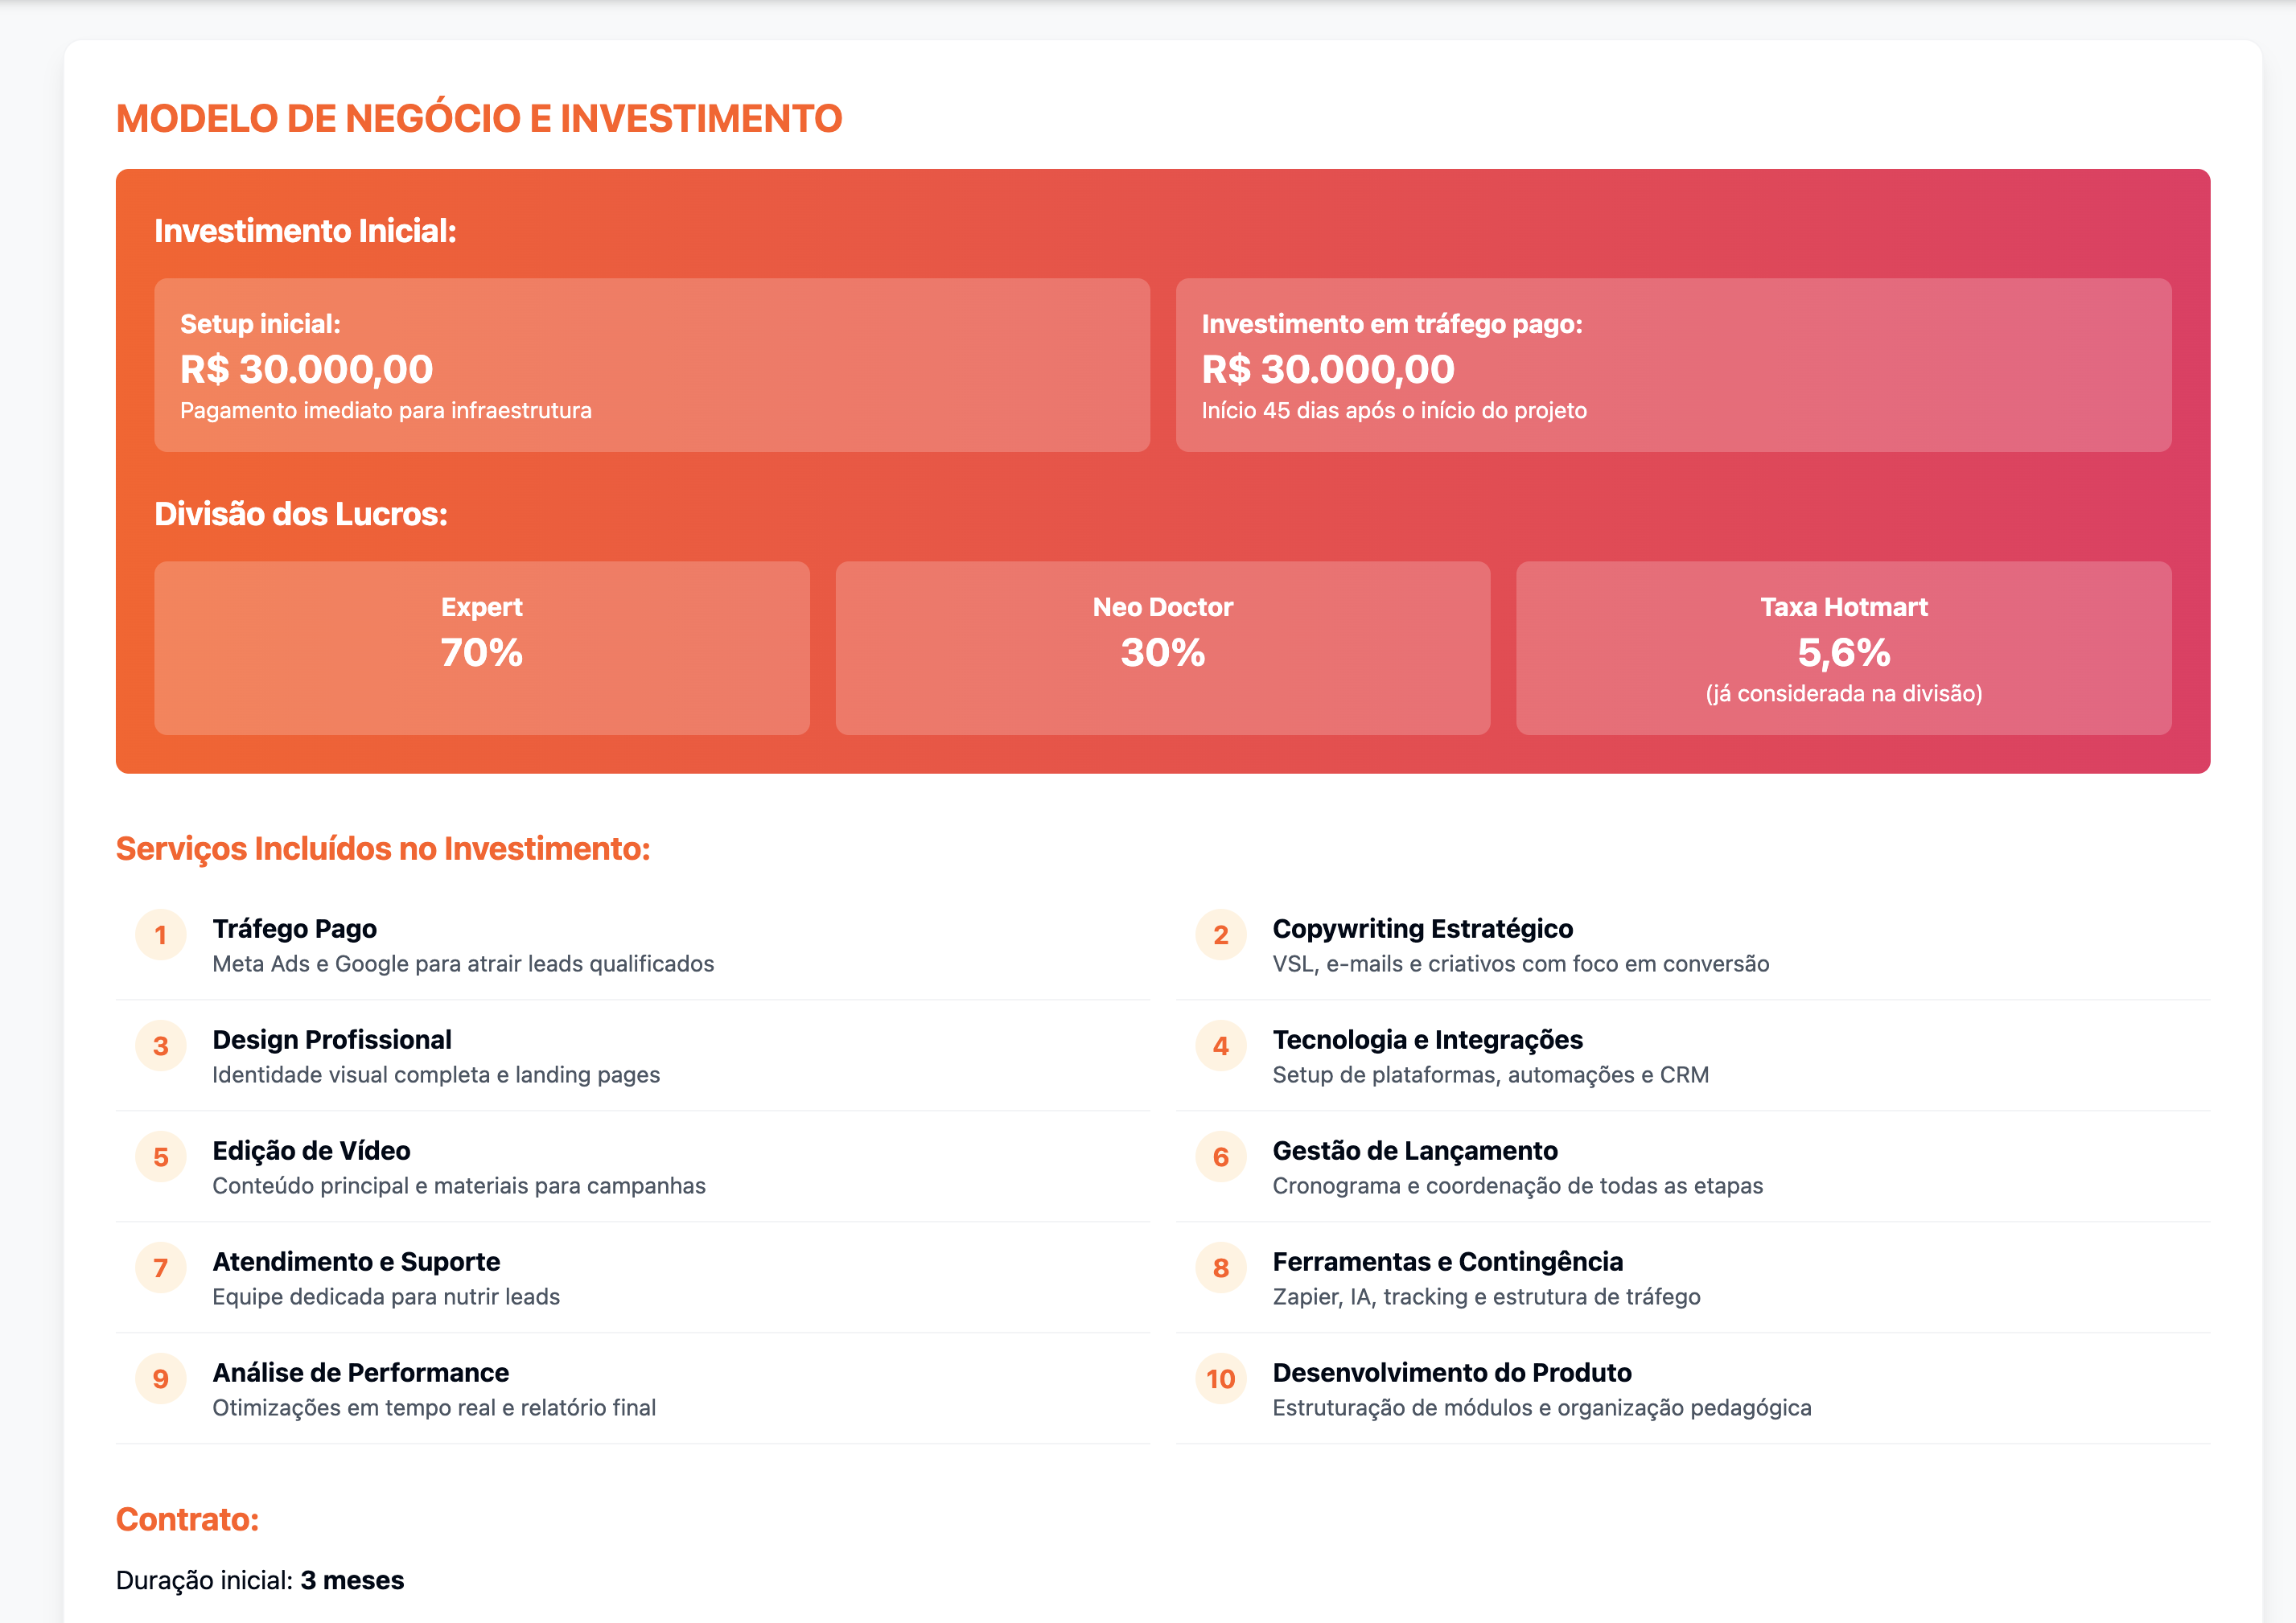 MODELO DE NEGÓCIO E INVESTIMENTO
Investimento Inicial:
Setup inicial:
R$ 30.000,00
Pagamento imediato para infraestrutura
Investimento em tráfego pago:
R$ 30.000,00
Início 45 dias após o início do projeto
Divisão dos Lucros:
Expert
70%
Neo Doctor
30%
Taxa Hotmart
5,6%
(já considerada na divisão)
Serviços Incluídos no Investimento:
1
Tráfego Pago
Meta Ads e Google para atrair leads qualificados
2
Copywriting Estratégico
VSL, e-mails e criativos com foco em conversão
3
Design Profissional
Identidade visual completa e landing pages
4
Tecnologia e Integrações
Setup de plataformas, automações e CRM
5
Edição de Vídeo
Conteúdo principal e materiais para campanhas
6
Gestão de Lançamento
Cronograma e coordenação de todas as etapas
7
Atendimento e Suporte
Equipe dedicada para nutrir leads
8
Ferramentas e Contingência
Zapier, IA, tracking e estrutura de tráfego
9
Análise de Performance
Otimizações em tempo real e relatório final
10
Desenvolvimento do Produto
Estruturação de módulos e organização pedagógica
Contrato:
Duração inicial: 3 meses